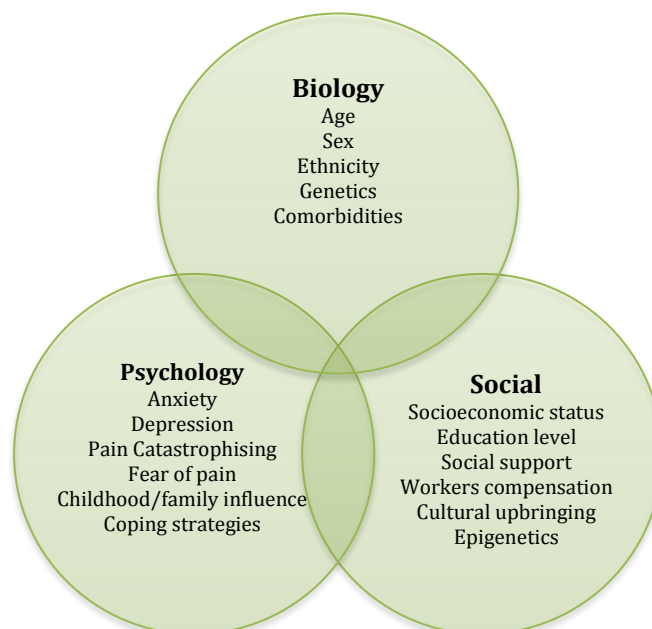 Biology
Age
Sex
Ethnicity
Genetics
Comorbidities
Psychology
Anxiety
Depression
Pain Catastrophising
Fear of pain
Childhood/family influence
Coping strategies
Social
Socioeconomic status
Education level
Social support
Workers compensation
Cultural upbringing
Epigenetics